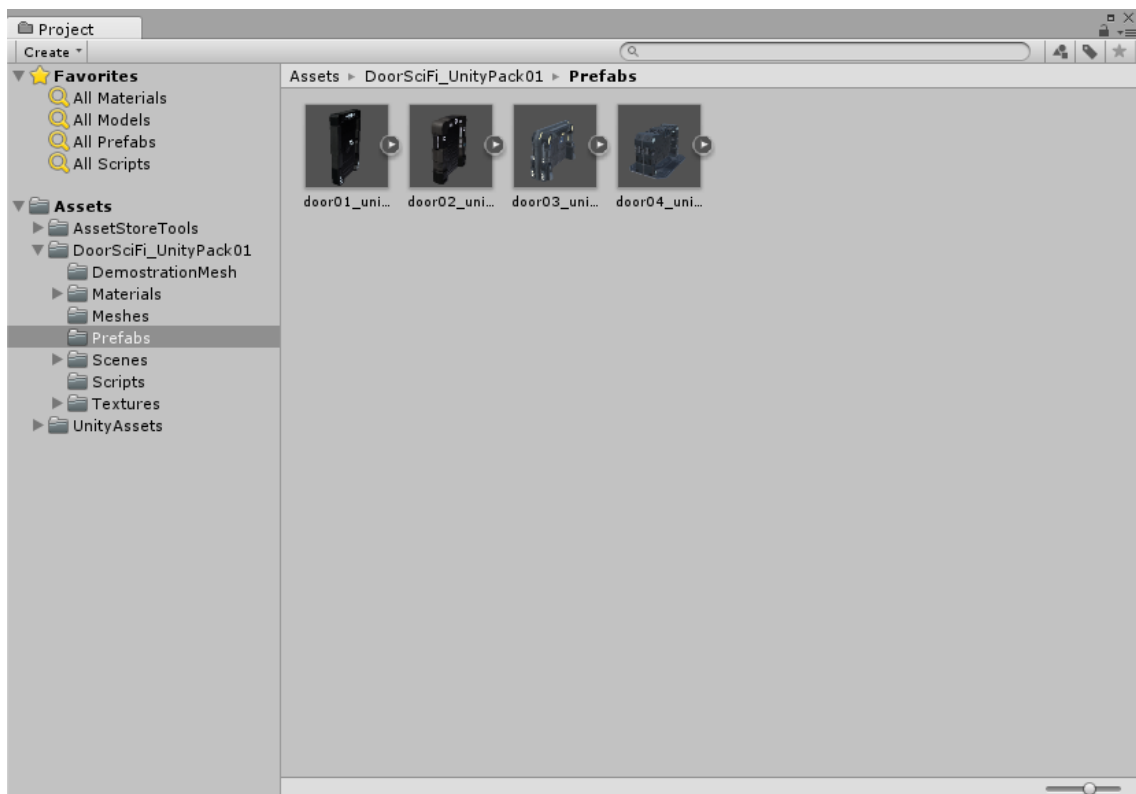 Project
Create
Favorites
All Materials
All Models
All Prefabs
All Scripts
Assets
AssetStoreTools
DoorSciFi_UnityPack01
DemostrationMesh
Materials
Meshes
Prefabs
Scenes
Scripts
Textures
UnityAssets
Assets ▸ DoorSciFi_UnityPack01 ▸ Prefabs
door01_uni... door02_uni... door03_uni... door04_uni...